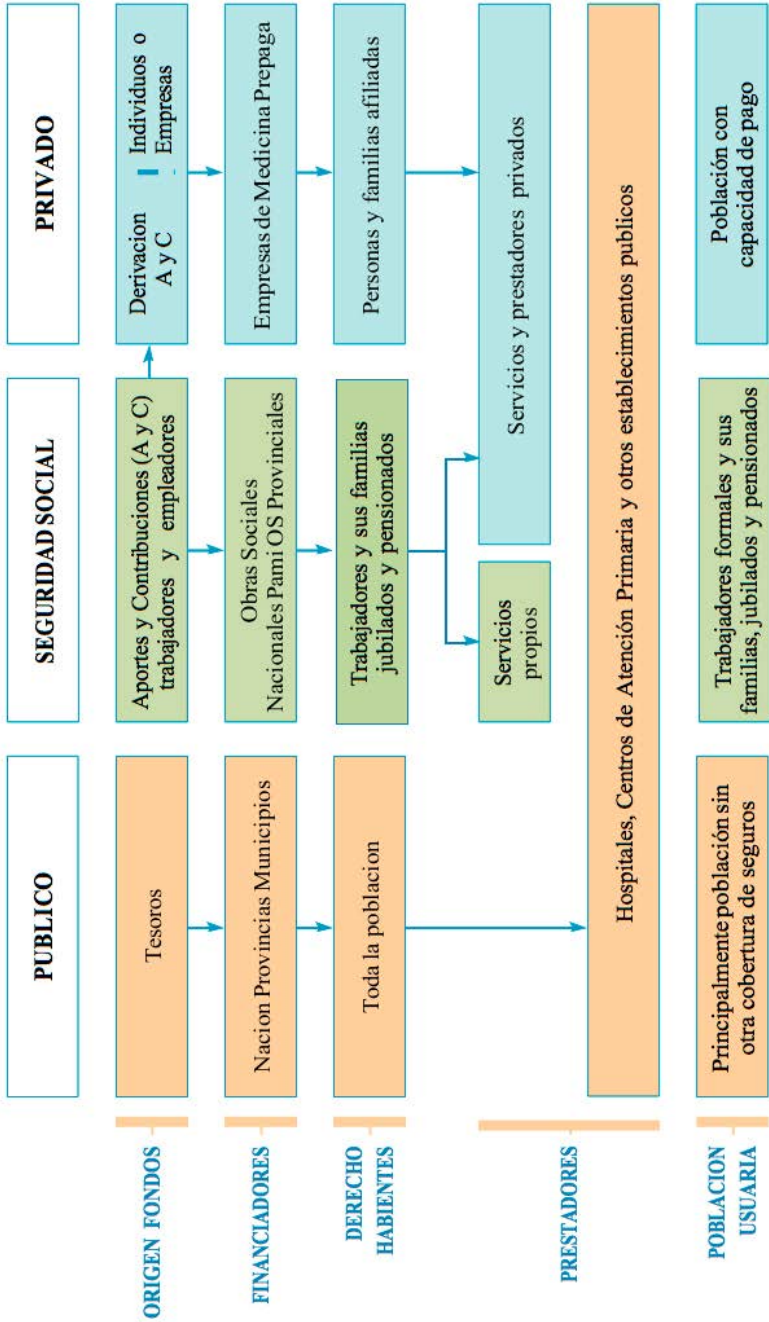 PUBLICO
SEGURIDAD SOCIAL
PRIVADO
ORIGEN FONDOS
Tesoros
Aportes y Contribuciones (A y C)
trabajadores y empleadores
Derivacion
A y C
Individuos o
Empresas
FINANCIADORES
Nacion Provincias Municipios
Obras Sociales
Nacionales Pami OS Provinciales
Empresas de Medicina Prepaga
DERECHO
HABIENTES
Toda la poblacion
Trabajadores y sus familias
jubilados y pensionados
Personas y familias afiliadas
PRESTADORES
Servicios
propios
Servicios y prestadores privados
Hospitales, Centros de Atención Primaria y otros establecimientos publicos
POBLACION
USUARIA
Principalmente población sin
otra cobertura de seguros
Trabajadores formales y sus
familias, jubilados y pensionados
Población con
capacidad de pago